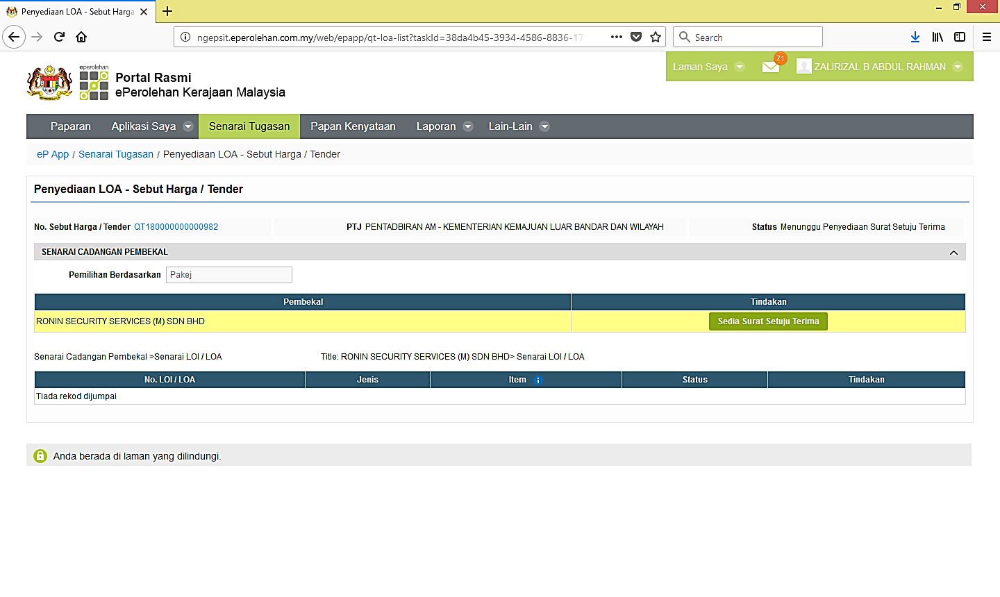 Penyediaan LOA - Sebut Harga
ngepsit.eperolehan.com.my/web/epapp/qt-loa-list?taskId=38da4b45-3934-4586-8836-17
Search
Laman Saya
71
ZALIRIZAL B ABDUL RAHMAN
eperolehan
Portal Rasmi
ePerolehan Kerajaan Malaysia
Paparan Aplikasi Saya Senarai Tugasan Papan Kenyataan Laporan Lain-Lain
eP App / Senarai Tugasan / Penyediaan LOA - Sebut Harga / Tender
Penyediaan LOA - Sebut Harga / Tender
No. Sebut Harga / Tender QT180000000000982 PTJ PENTADBIRAN AM - KEMENTERIAN KEMAJUAN LUAR BANDAR DAN WILAYAH Status Menunggu Penyediaan Surat Setuju Terima
SENARAI CADANGAN PEMBEKAL
Pemilihan Berdasarkan Pakej
Pembekal Tindakan
RONIN SECURITY SERVICES (M) SDN BHD Sedia Surat Setuju Terima
Senarai Cadangan Pembekal >Senarai LOI / LOA Title: RONIN SECURITY SERVICES (M) SDN BHD> Senarai LOI / LOA
No. LOI / LOA Jenis Item i Status Tindakan
Tiada rekod dijumpai
Anda berada di laman yang dilindungi.